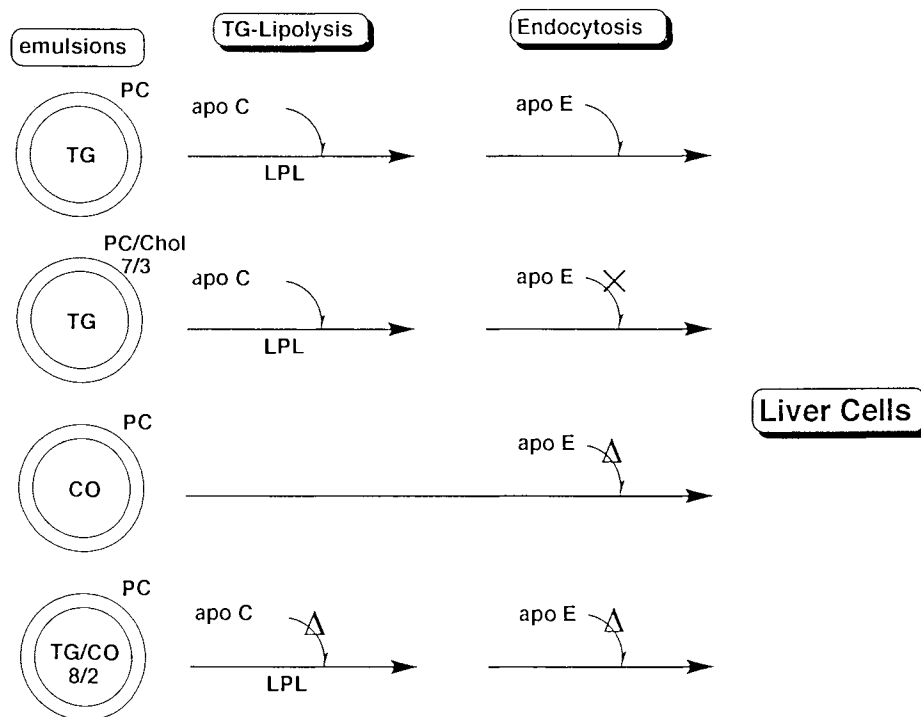 emulsions
TG-Lipolysis
Endocytosis
PC
TG
apo C
LPL
apo E
PC/Chol
7/3
TG
apo C
LPL
apo E
Liver Cells
PC
CO
apo E
Δ
PC
TG/CO
8/2
apo C
Δ
LPL
apo E
Δ